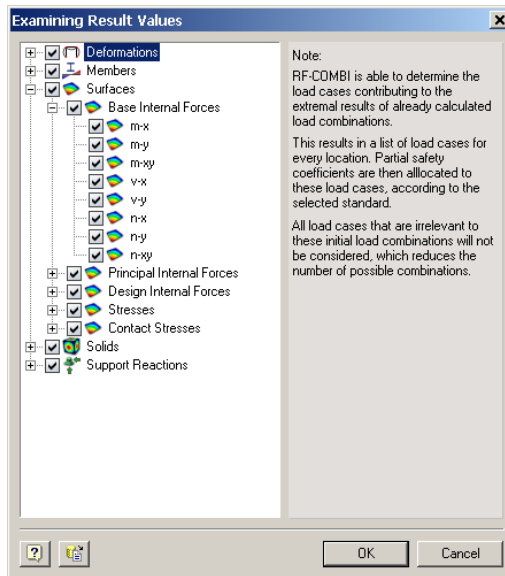 Examining Result Values
Deformations
Members
Surfaces
Base Internal Forces
m-x
m-y
m-xy
v-x
v-y
n-x
n-y
n-xy
Principal Internal Forces
Design Internal Forces
Stresses
Contact Stresses
Solids
Support Reactions
Note:
RF-COMBI is able to determine the
load cases contributing to the
extremal results of already calculated
load combinations.
This results in a list of load cases for
every location. Partial safety
coefficients are then alllocated to
these load cases, according to the
selected standard.
All load cases that are irrelevant to
these initial load combinations will not
be considered, which reduces the
number of possible combinations.
OK
Cancel